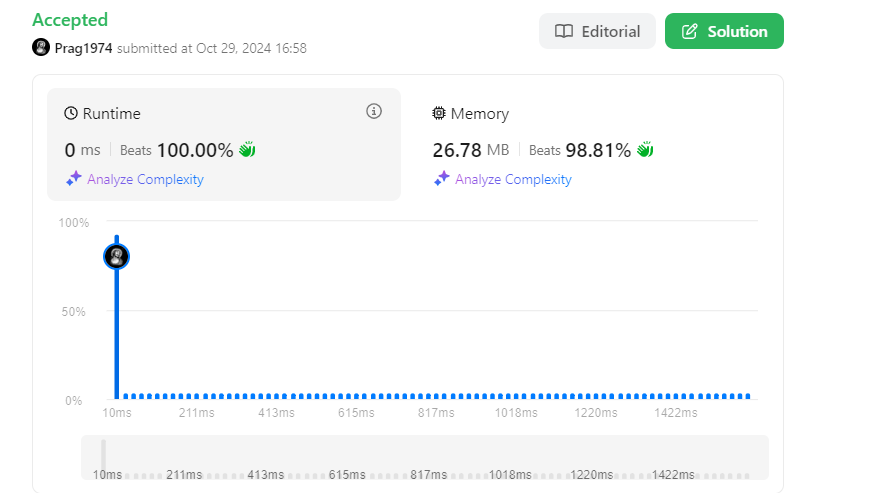 Accepted
Editorial
Solution
Prag1974 submitted at Oct 29, 2024 16:58
Runtime
Memory
0 ms | Beats 100.00%
26.78 MB | Beats 98.81%
Analyze Complexity
Analyze Complexity
100%
50%
0%
10ms 211ms 413ms 615ms 817ms 1018ms 1220ms 1422ms
10ms 211ms 413ms 615ms 817ms 1018ms 1220ms 1422ms